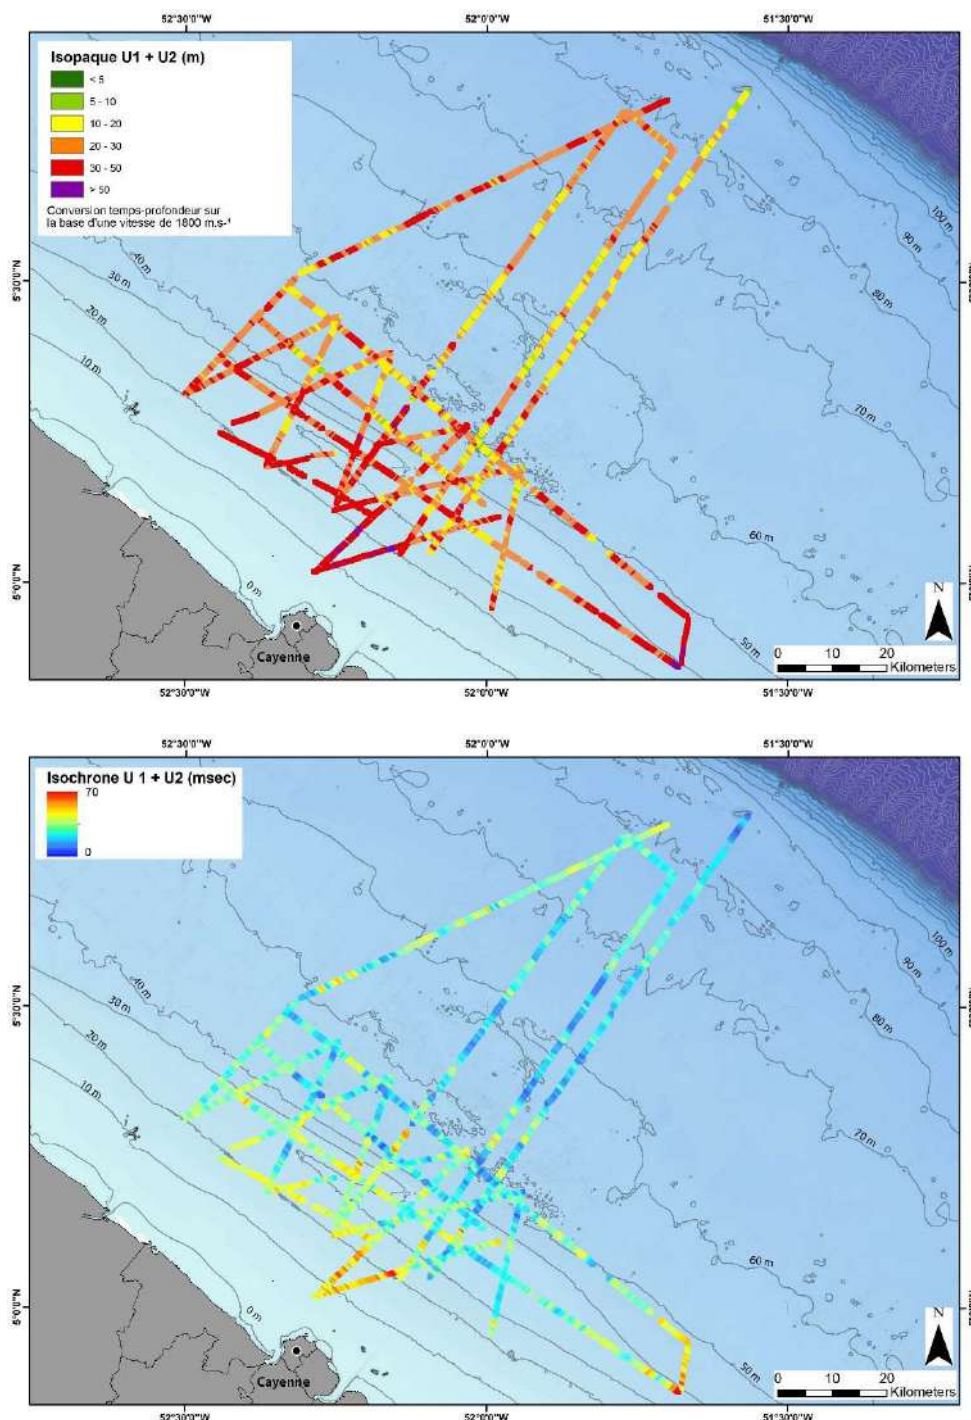 52°30'0"W 52°0'0"W 51°30'0"W
Isopaque U1 + U2 (m)
< 5
5 - 10
10 - 20
20 - 30
30 - 50
> 50
Conversion temps-profondeur sur
la base d'une vitesse de 1800 m.s-¹
100 m
90 m
80 m
40 m
30 m
20 m
10 m
5°30'0"N
70 m
60 m
5°0'0"N
0 m
50 m
N
Cayenne
0 10 20
Kilometers
52°30'0"W 52°0'0"W 51°30'0"W
52°30'0"W 52°0'0"W 51°30'0"W
Isochrone U 1 + U2 (msec)
70
0
100 m
90 m
80 m
40 m
30 m
20 m
10 m
5°30'0"N
70 m
60 m
5°0'0"N
0 m
50 m
N
Cayenne
0 10 20
Kilometers
52°30'0"W 52°0'0"W 51°30'0"W